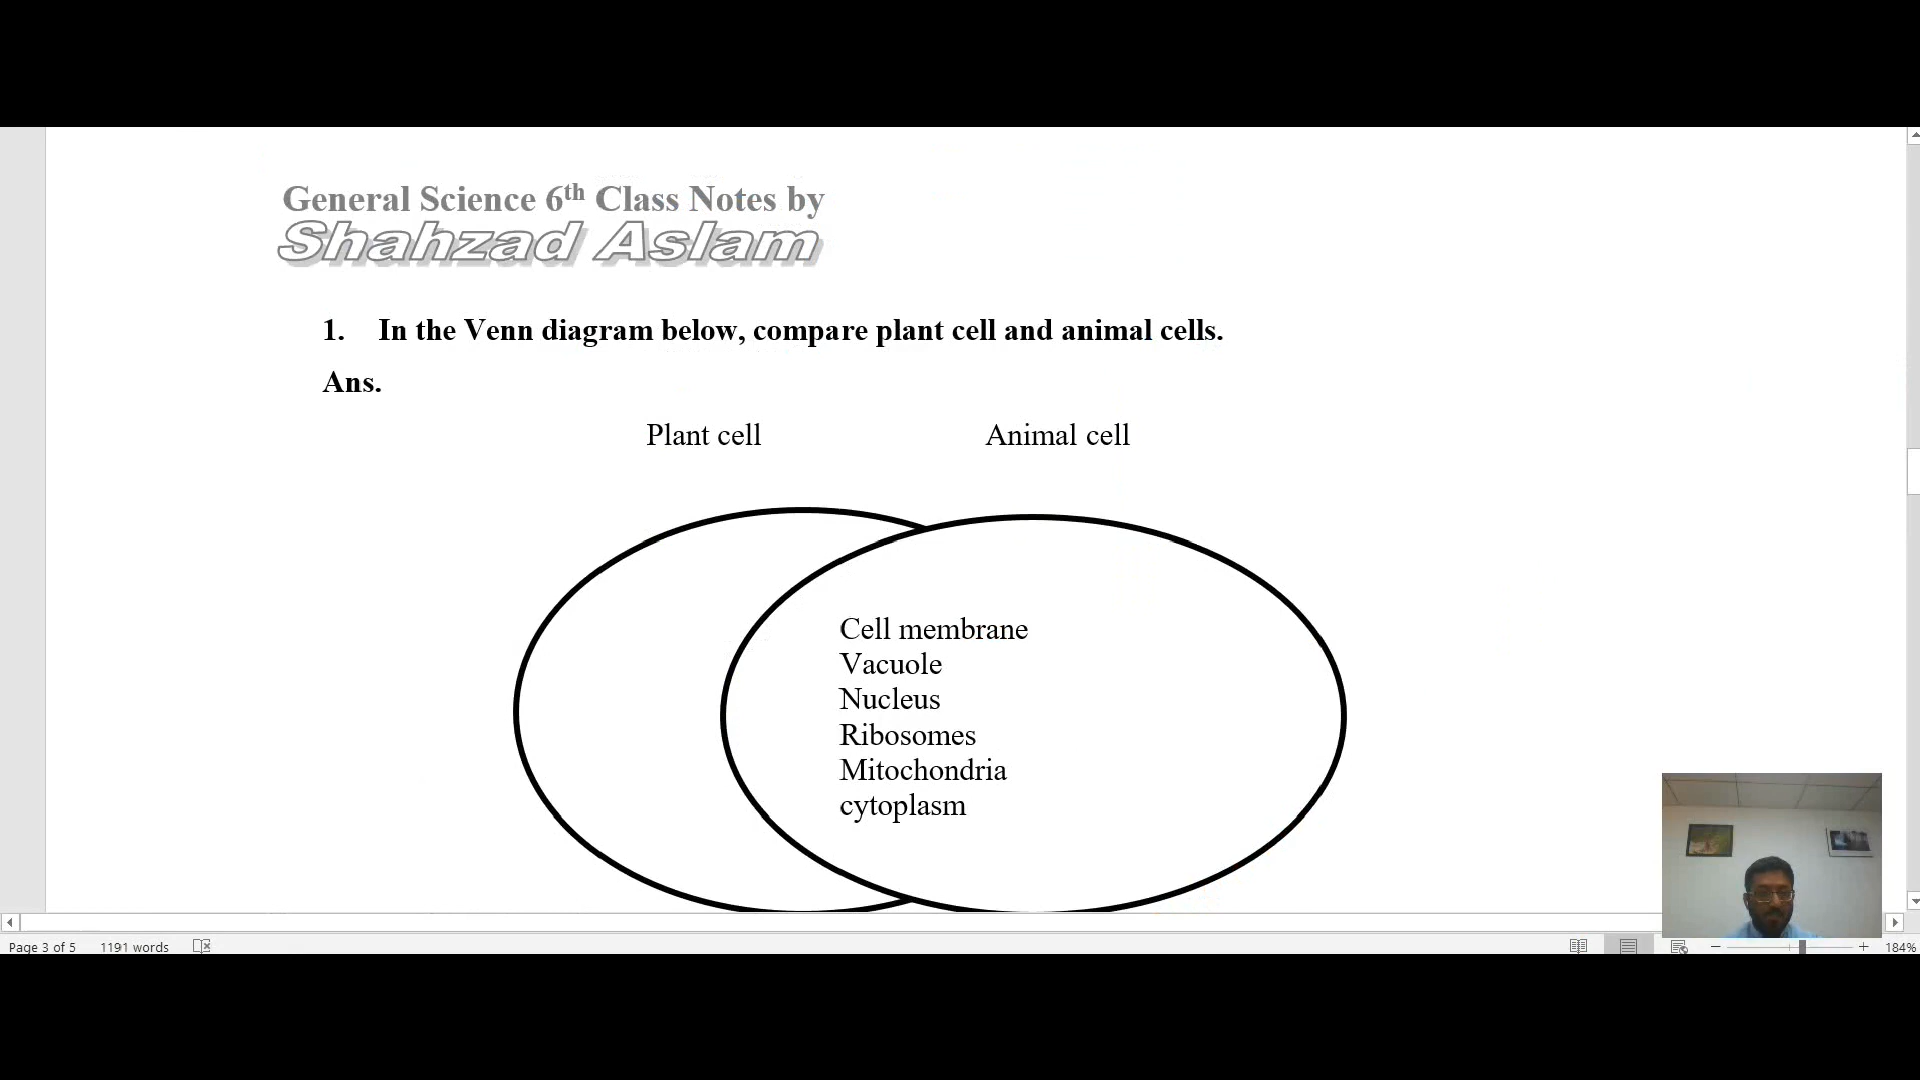 General Science 6th Class Notes by
Shahzad Aslam
1. In the Venn diagram below, compare plant cell and animal cells.
Ans.
Plant cell Animal cell
Cell membrane
Vacuole
Nucleus
Ribosomes
Mitochondria
cytoplasm
Page 3 of 5 1191 words 184%